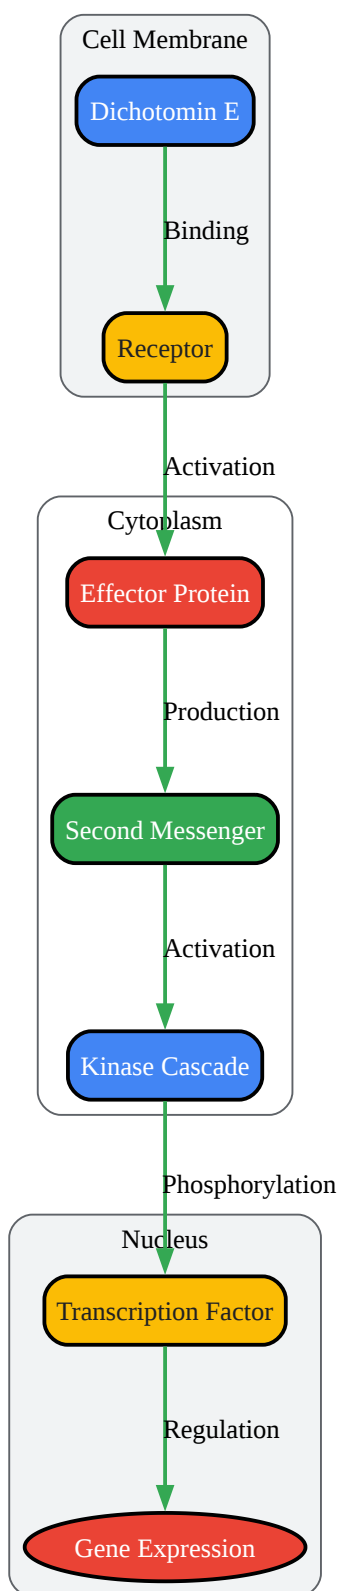 Cell Membrane
Dichotomin E
Binding
Receptor
Activation
Cytoplasm
Effector Protein
Production
Second Messenger
Activation
Kinase Cascade
Phosphorylation
Nucleus
Transcription Factor
Regulation
Gene Expression